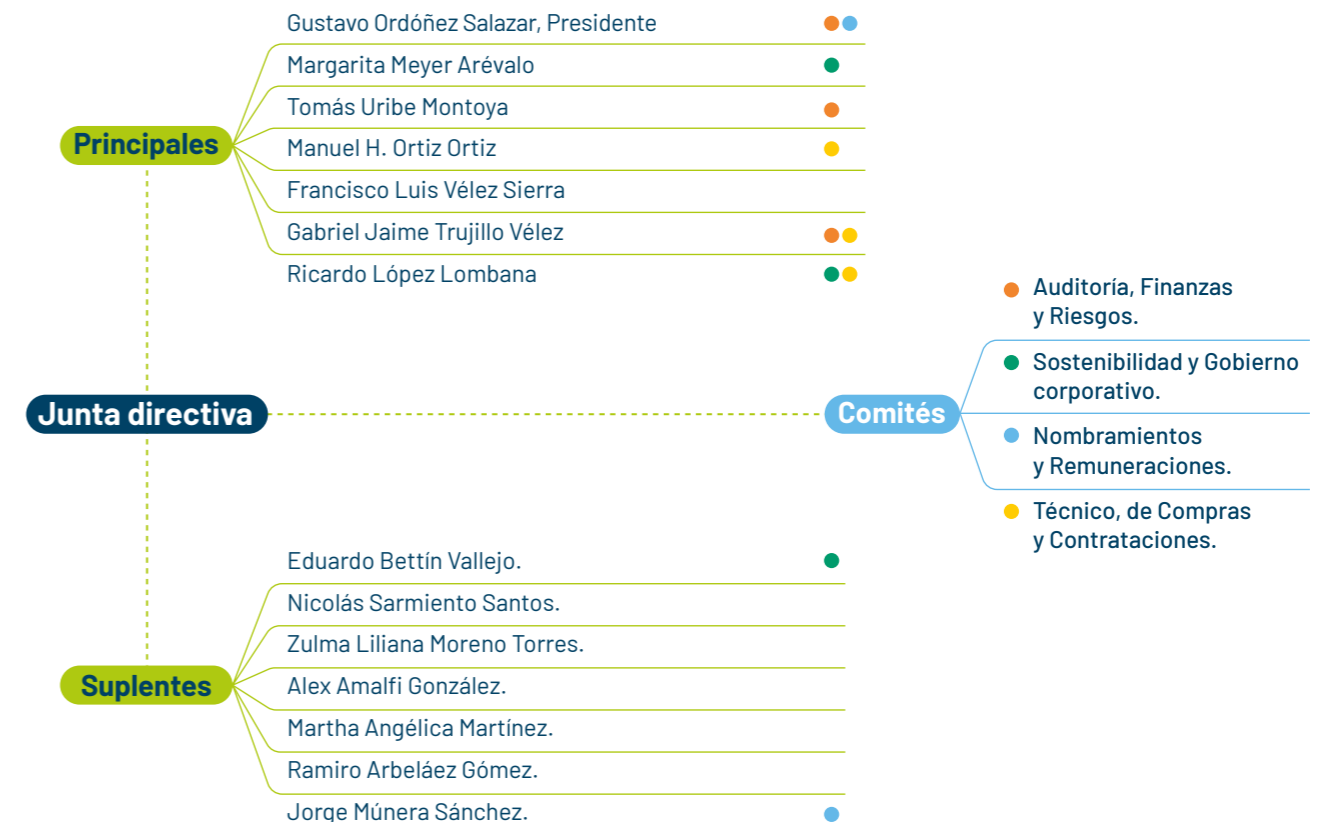 Gustavo Ordóñez Salazar, Presidente
Margarita Meyer Arévalo
Tomás Uribe Montoya
Principales
Manuel H. Ortiz Ortiz
Francisco Luis Vélez Sierra
Gabriel Jaime Trujillo Vélez
Ricardo López Lombana
Junta directiva
Comités
Auditoría, Finanzas
y Riesgos.
Sostenibilidad y Gobierno
corporativo.
Nombramientos
y Remuneraciones.
Técnico, de Compras
y Contrataciones.
Eduardo Bettín Vallejo.
Nicolás Sarmiento Santos.
Zulma Liliana Moreno Torres.
Suplentes
Alex Amalfi González.
Martha Angélica Martínez.
Ramiro Arbeláez Gómez.
Jorge Múnera Sánchez.